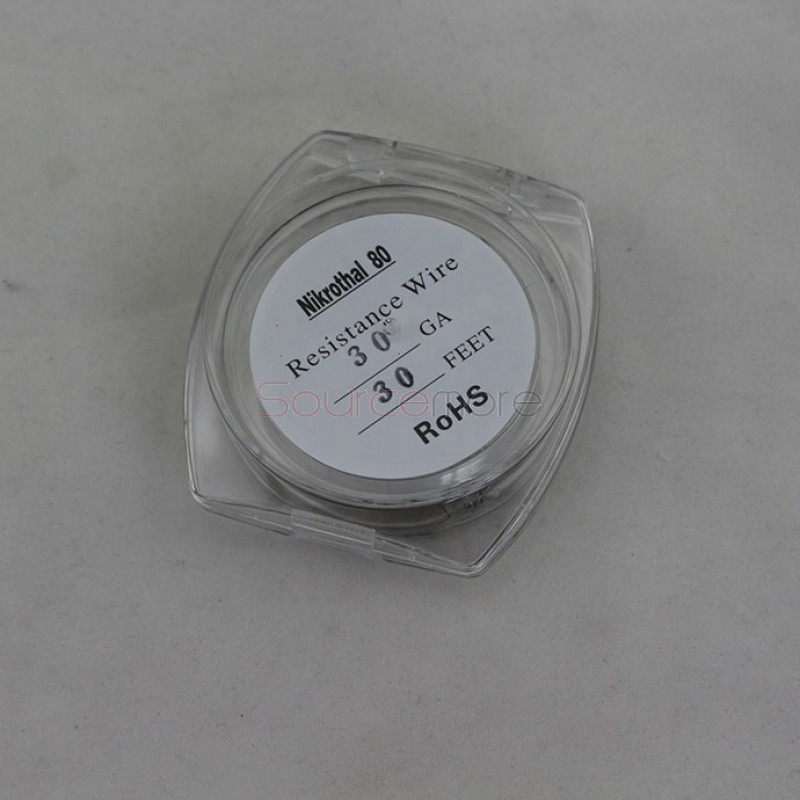 Nikrothal 80
Resistance Wire
30 GA
30 FEET
RoHS
Sourcemore